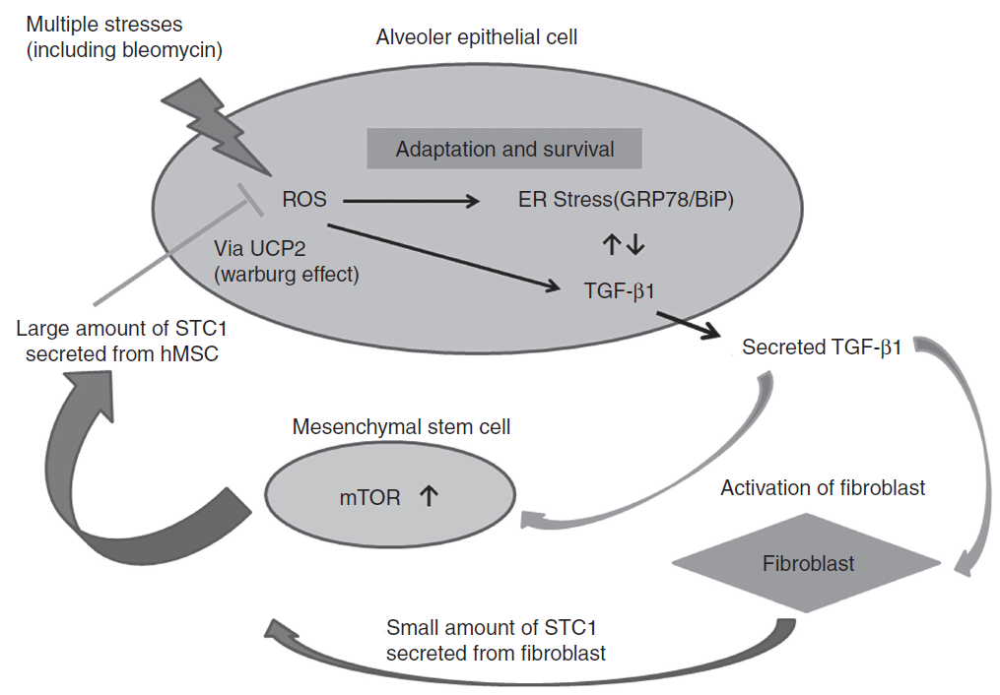 Multiple stresses
(including bleomycin)
Alveoler epithelial cell
Adaptation and survival
ROS
ER Stress(GRP78/BiP)
Via UCP2
(warburg effect)
↑↓
TGF-β1
Large amount of STC1
secreted from hMSC
Secreted TGF-β1
Mesenchymal stem cell
mTOR ↑
Activation of fibroblast
Fibroblast
Small amount of STC1
secreted from fibroblast